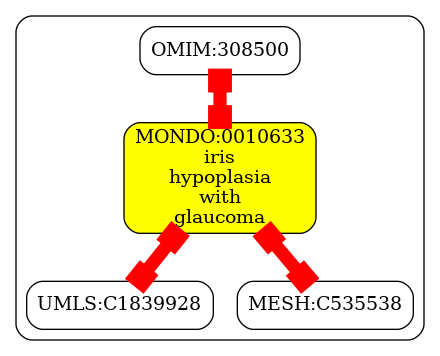 OMIM:308500
MONDO:0010633
iris
hypoplasia
with
glaucoma
UMLS:C1839928
MESH:C535538